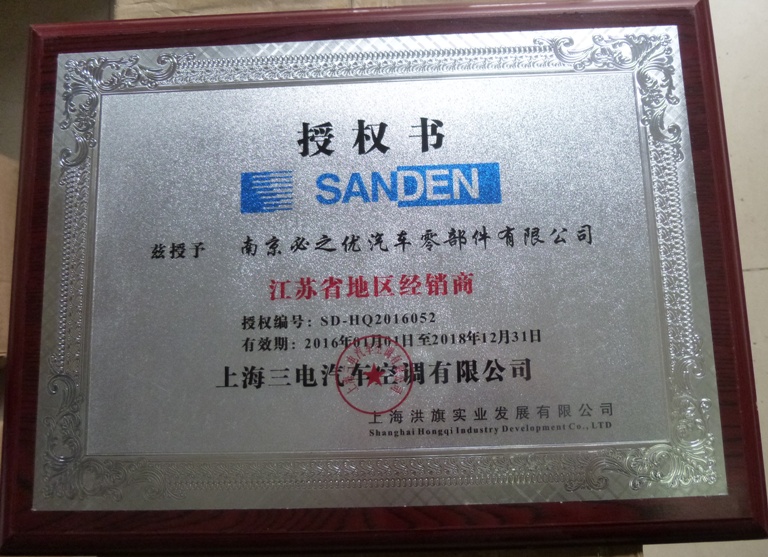 授权书
SANDEN
兹授予 南京必之优汽车零部件有限公司
江苏省地区经销商
授权编号：SD-HQ2016052
有效期：2016年01月01日至2018年12月31日
上海三电汽车空调有限公司
上海洪旗实业发展有限公司
Shanghai Hongqi Industry Development Co., LTD